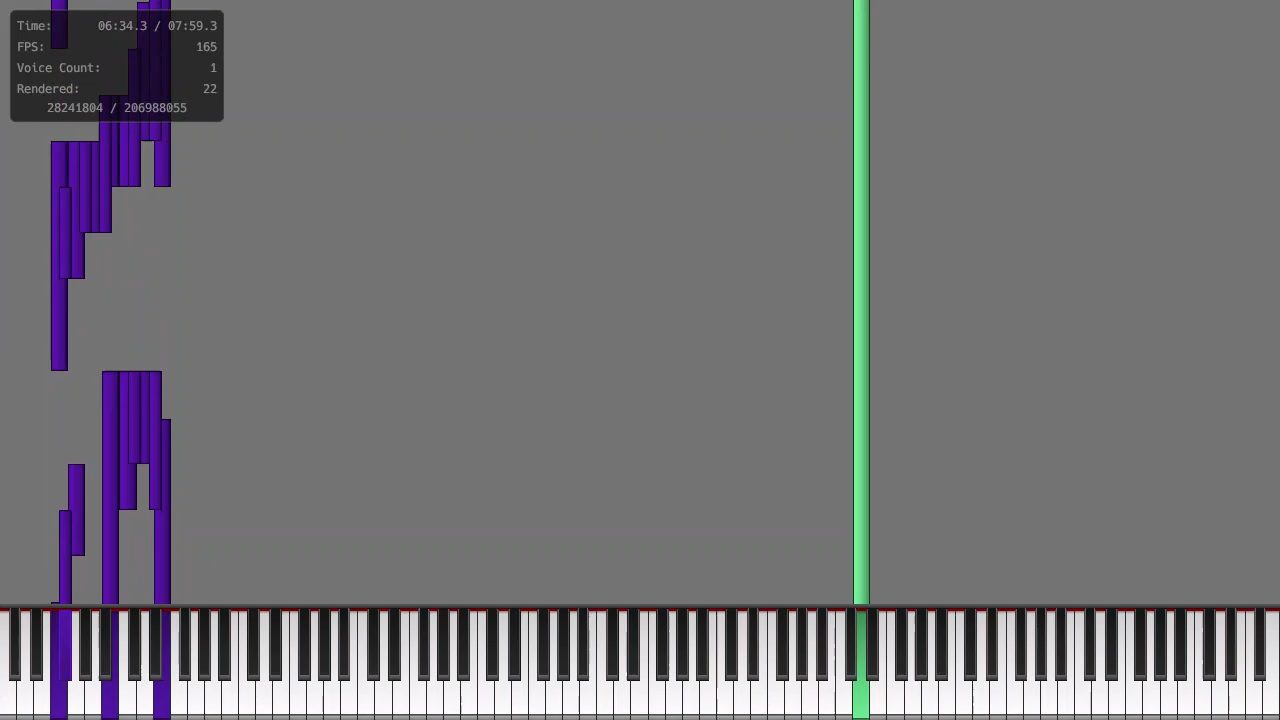 Time: 06:34.3 / 07:59.3
FPS: 165
Voice Count: 1
Rendered: 22
28241804 / 206988055